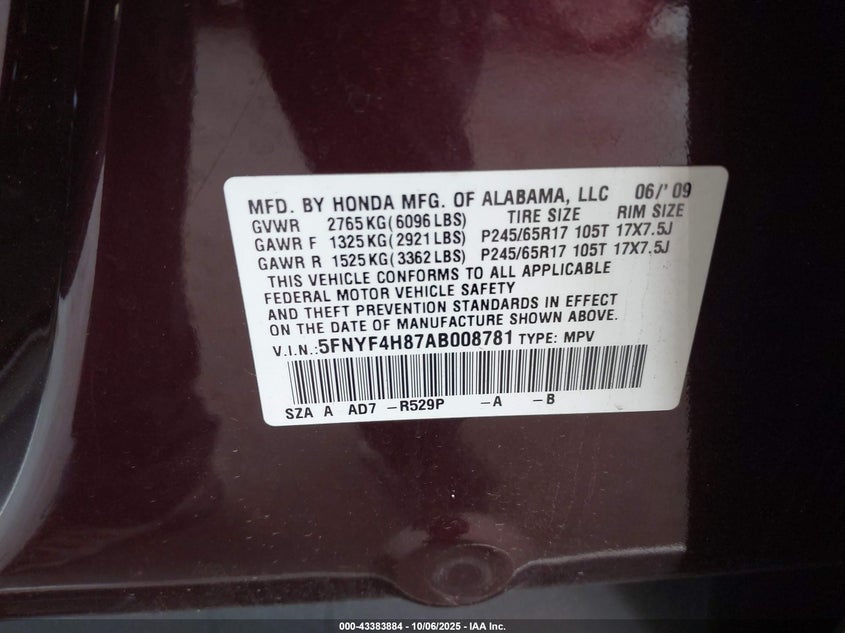 MFD. BY HONDA MFG. OF ALABAMA, LLC 06/'09
GVWR 2765KG(6096LBS) TIRE SIZE RIM SIZE
GAWR F 1325KG(2921LBS) P245/65R17 105T 17X7.5J
GAWR R 1525KG(3362LBS) P245/65R17 105T 17X7.5J
THIS VEHICLE CONFORMS TO ALL APPLICABLE
FEDERAL MOTOR VEHICLE SAFETY
AND THEFT PREVENTION STANDARDS IN EFFECT
ON THE DATE OF MANUFACTURE SHOWN ABOVE.
V.I.N.:5FNYF4H87AB008781 TYPE: MPV
SZA A AD7 -R529P -A -B
000-43383884 - 10/06/2025 - IAA Inc.